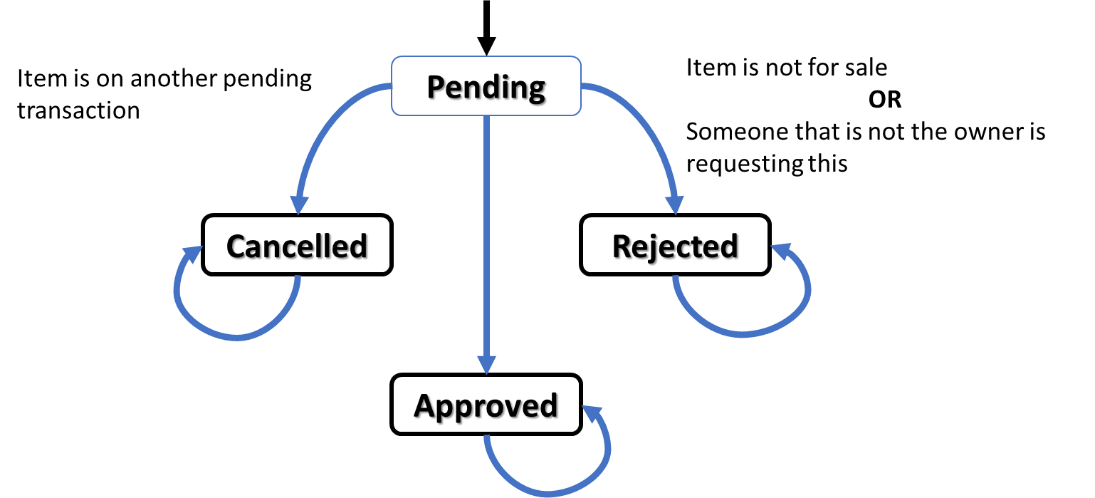 Pending
Item is on another pending
transaction
Item is not for sale
OR
Someone that is not the owner is
requesting this
Cancelled
Rejected
Approved